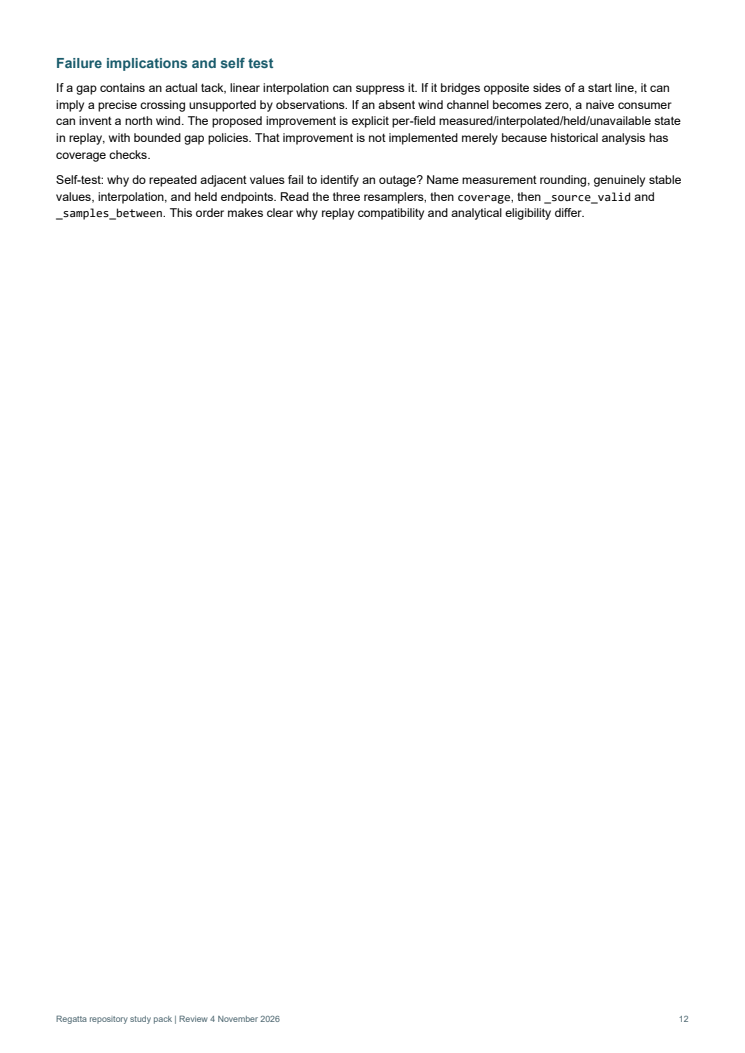 Failure implications and self test
If a gap contains an actual tack, linear interpolation can suppress it. If it bridges opposite sides of a start line, it can
imply a precise crossing unsupported by observations. If an absent wind channel becomes zero, a naive consumer
can invent a north wind. The proposed improvement is explicit per-field measured/interpolated/held/unavailable state
in replay, with bounded gap policies. That improvement is not implemented merely because historical analysis has
coverage checks.
Self-test: why do repeated adjacent values fail to identify an outage? Name measurement rounding, genuinely stable
values, interpolation, and held endpoints. Read the three resamplers, then coverage, then _source_valid and
_samples_between. This order makes clear why replay compatibility and analytical eligibility differ.
Regatta repository study pack | Review 4 November 2026
12